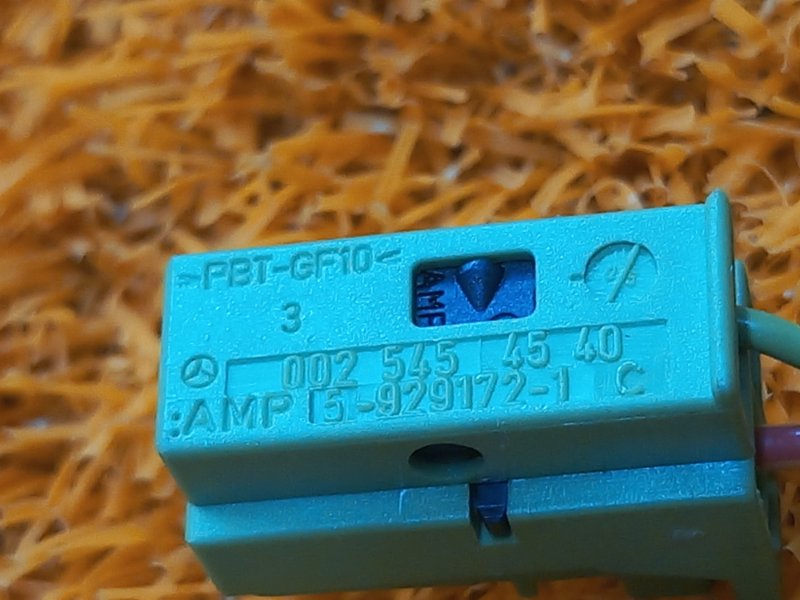 >PBT-GF10<
3
AMP
002 545 45 40
AMP 5-929172-1 C